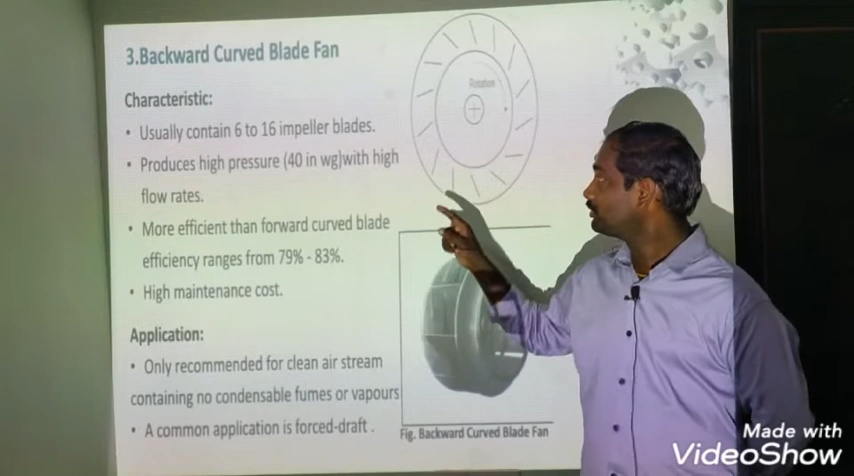 3.Backward Curved Blade Fan
Characteristic:
• Usually contain 6 to 16 impeller blades.
• Produces high pressure (40 in wg)with high
flow rates.
• More efficient than forward curved blade
efficiency ranges from 79% - 83%.
• High maintenance cost.
Application:
• Only recommended for clean air stream
containing no condensable fumes or vapours
• A common application is forced-draft .
Rotation
Fig. Backward Curved Blade Fan
Made with
VideoShow